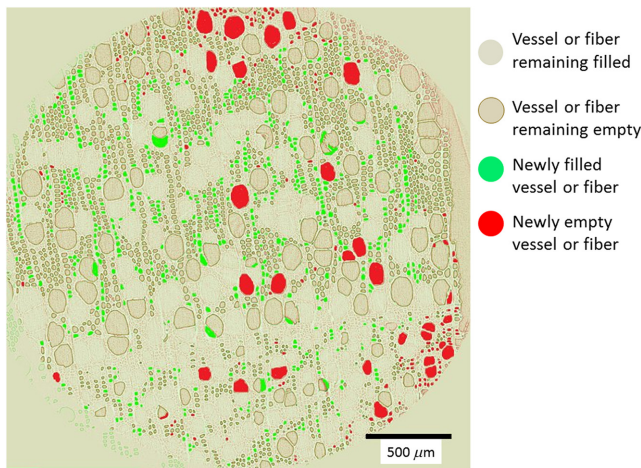 Vessel or fiber
remaining filled
Vessel or fiber
remaining empty
Newly filled
vessel or fiber
Newly empty
vessel or fiber
500 μm